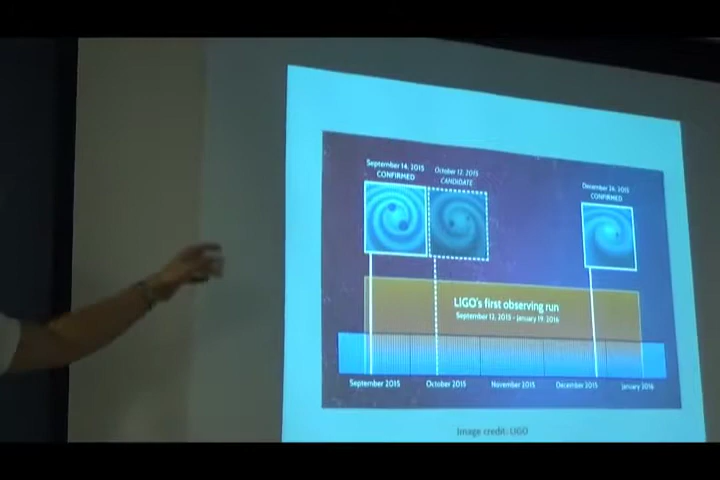 September 14, 2015
CONFIRMED
October 12, 2015
CANDIDATE
December 26, 2015
CONFIRMED
LIGO's first observing run
September 12, 2015 - January 19, 2016
September 2015
October 2015
November 2015
December 2015
January 2016
Image credit: LIGO